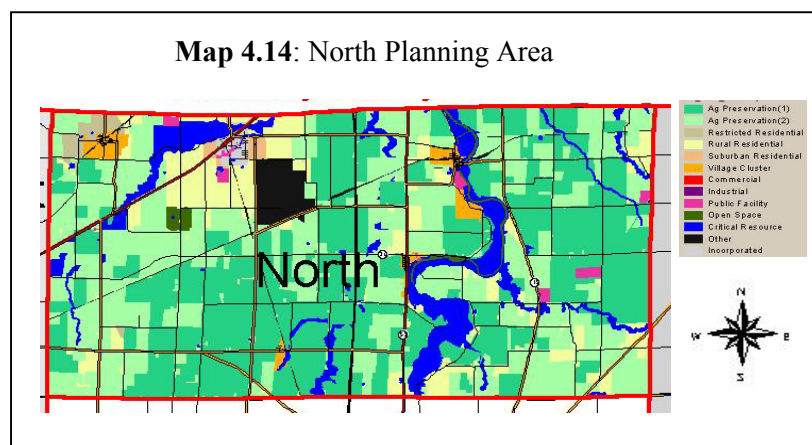 Map 4.14: North Planning Area
Ag Preservation(1)
Ag Preservation(2)
Restricted Residential
Rural Residential
Suburban Residential
Village Cluster
Commercial
Industrial
Public Facility
Open Space
Critical Resource
Other
Incorporated
North
N
W
E
S